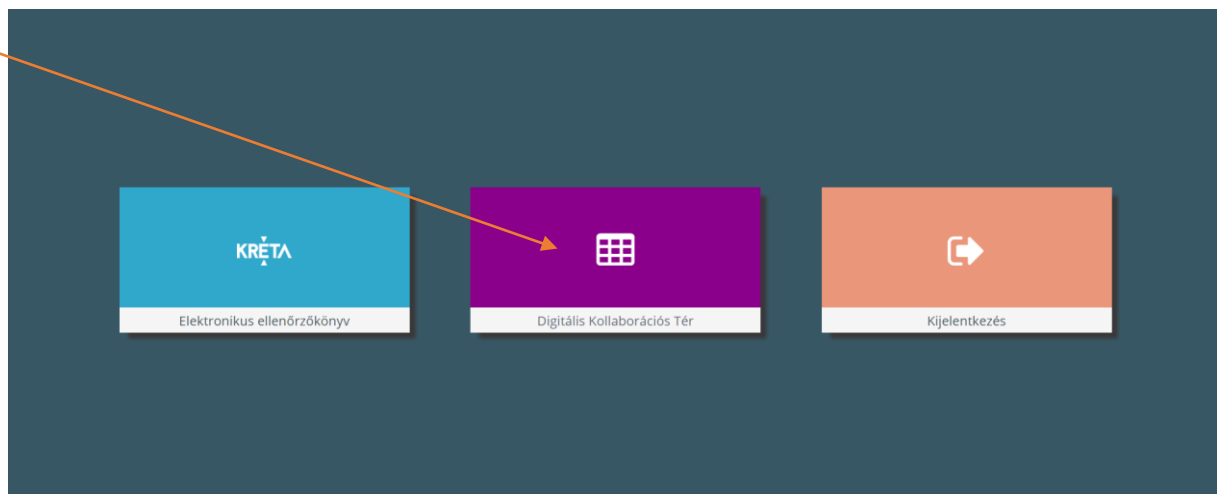 KRÉTA
Elektronikus ellenőrzőkönyv
Digitális Kollaborációs Tér
Kijelentkezés